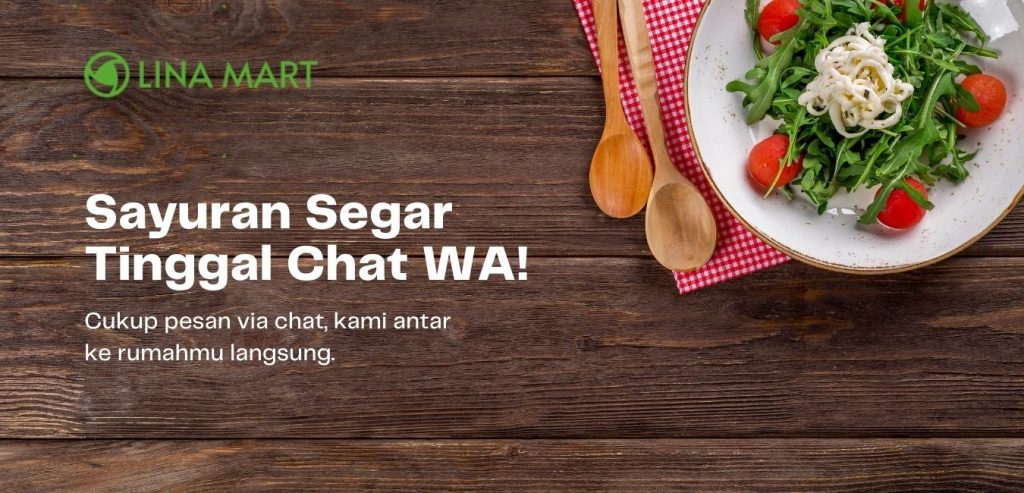 LINA MART
Sayuran Segar
Tinggal Chat WA!
Cukup pesan via chat, kami antar
ke rumahmu langsung.